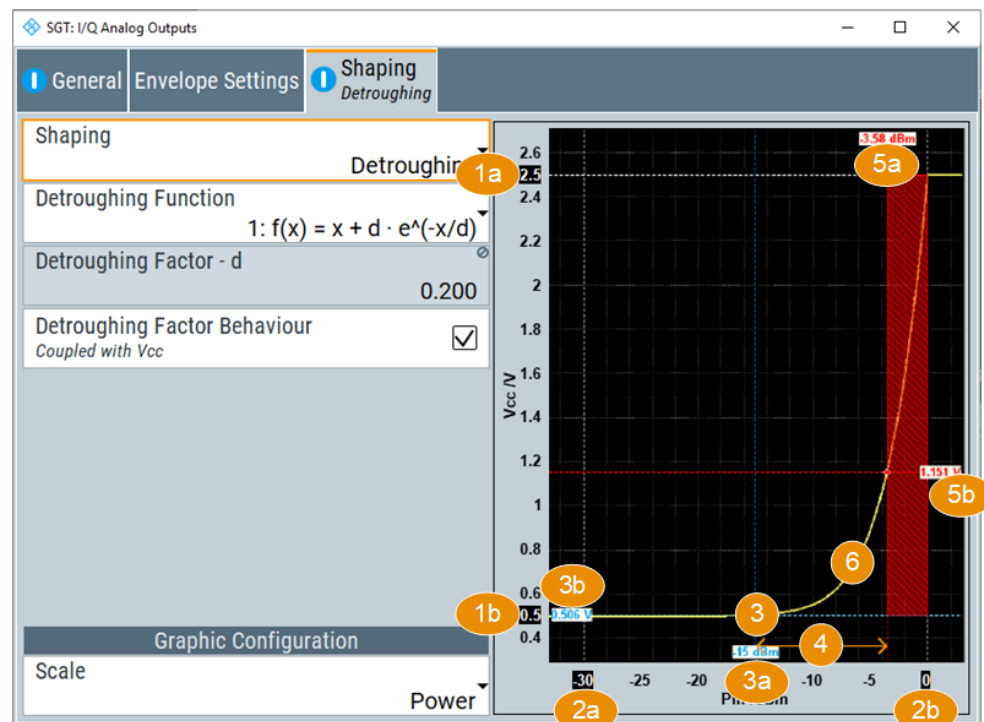 SGT: I/Q Analog Outputs
General
Envelope Settings
Shaping
Detroughing
Shaping
1a
Detroughing Function
1: f(x) = x + d · e^(-x/d)
Detroughing Factor - d
0.200
Detroughing Factor Behaviour
Coupled with Vcc
Graphic Configuration
Scale
Power
-3.58 dBm
5a
2.6
2.5
2.4
2.2
2
1.8
1.6
Vcc /V
1.4
1.2
1.151 V
5b
1
0.8
6
0.6
3b
1b
0.5
0.506 V
3
0.4
4
-15 dBm
-30
-25
-20
3a
-10
-5
0
2a
2b